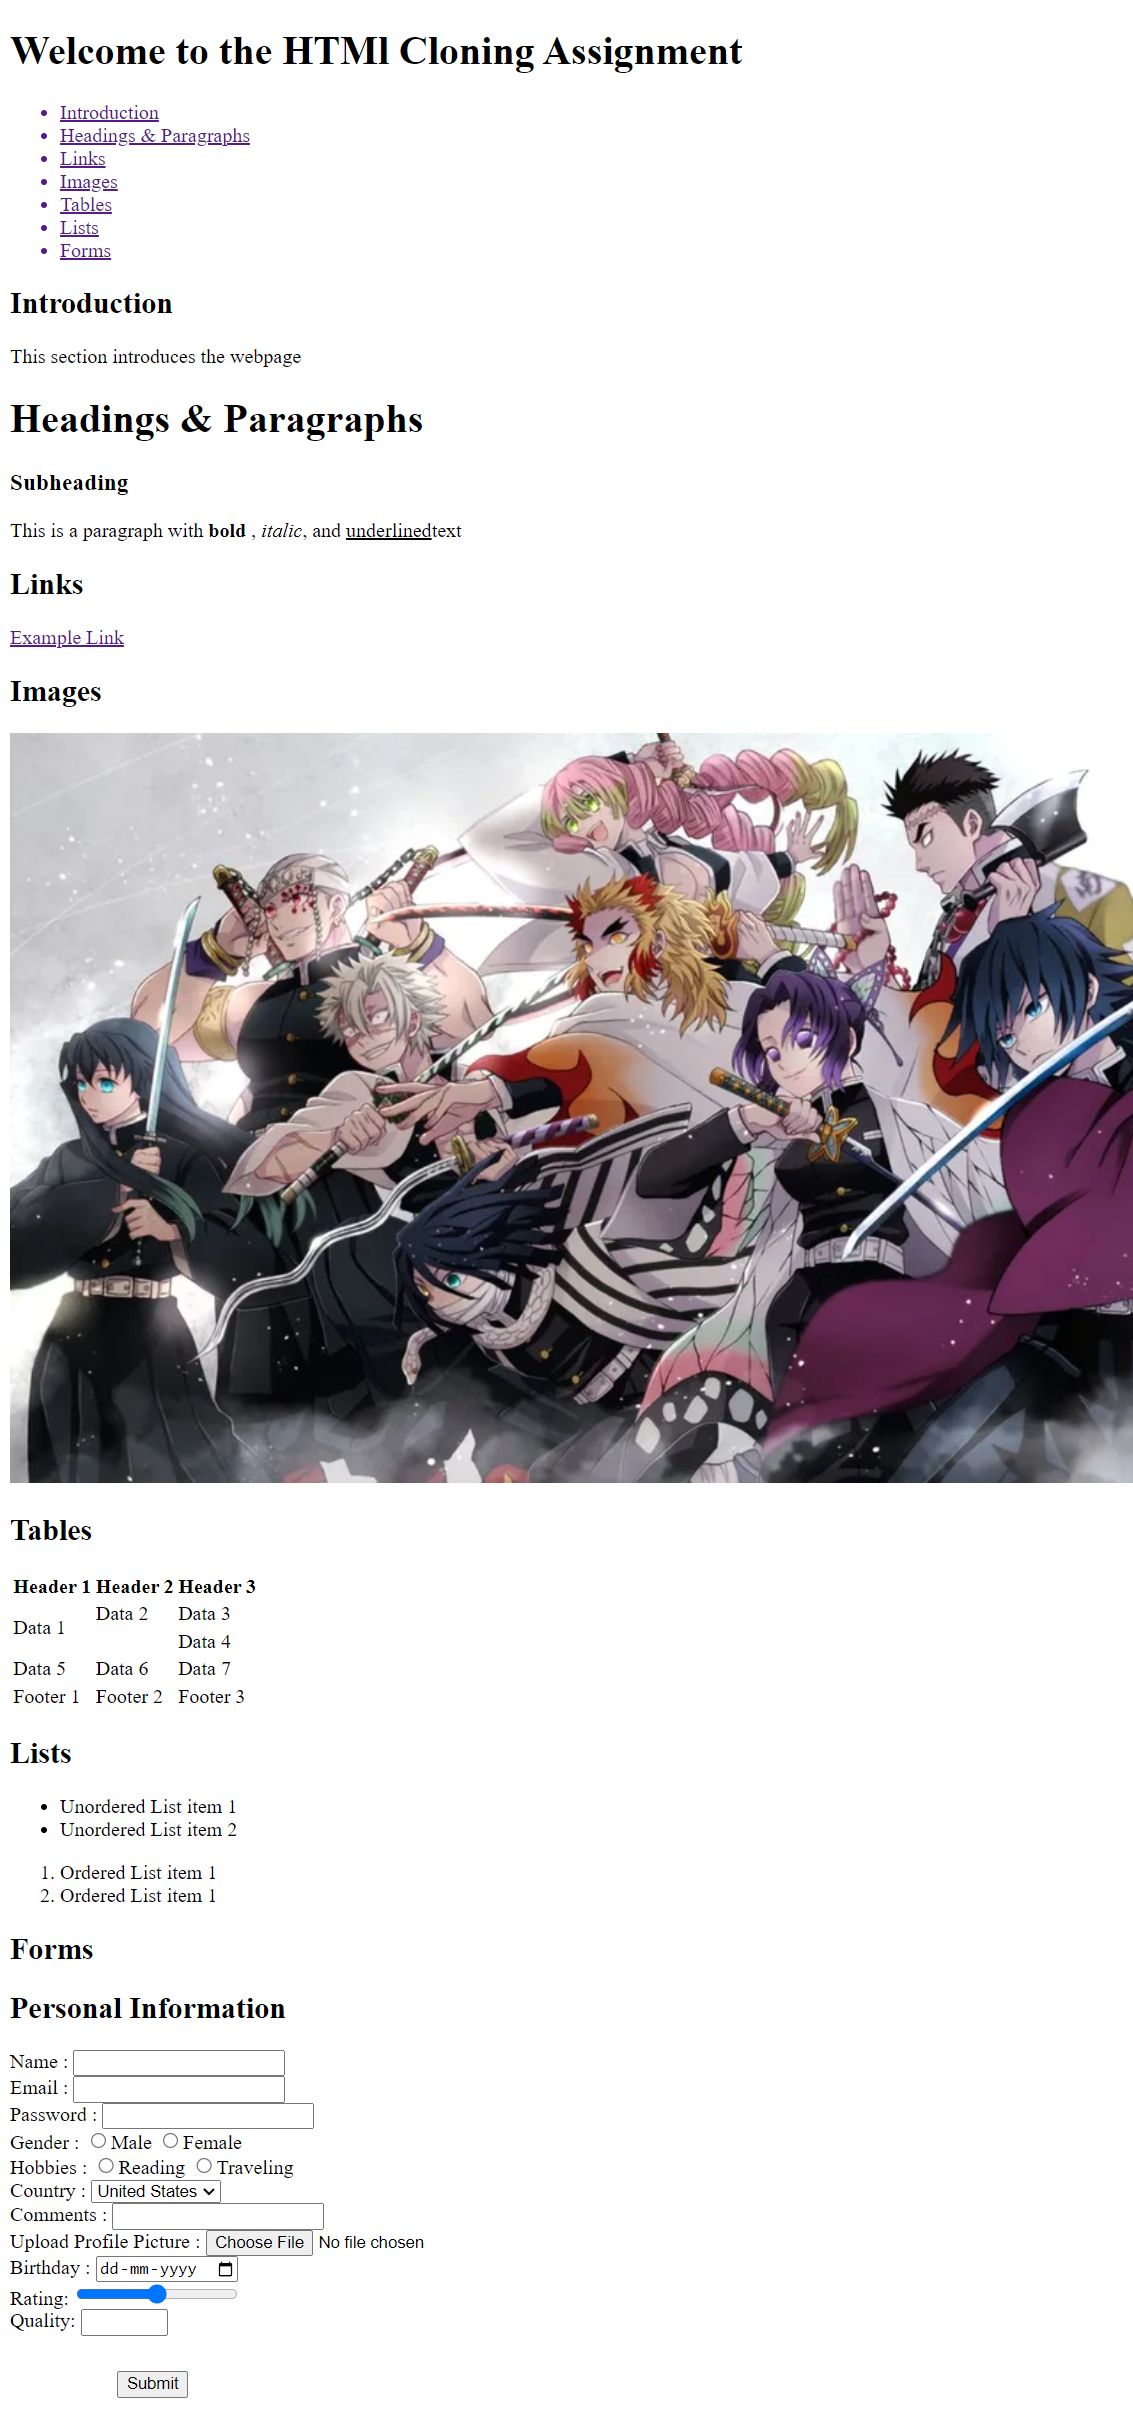 Welcome to the HTMl Cloning Assignment
Introduction
Headings & Paragraphs
Links
Images
Tables
Lists
Forms
Introduction
This section introduces the webpage
Headings & Paragraphs
Subheading
This is a paragraph with bold , italic, and underlinedtext
Links
Example Link
Images
Tables
Header 1 Header 2 Header 3
Data 1 Data 2 Data 3
Data 4
Data 5 Data 6 Data 7
Footer 1 Footer 2 Footer 3
Lists
Unordered List item 1
Unordered List item 2
1. Ordered List item 1
2. Ordered List item 1
Forms
Personal Information
Name :
Email :
Password :
Gender : Male Female
Hobbies : Reading Traveling
Country : United States
Comments :
Upload Profile Picture : Choose File No file chosen
Birthday : dd-mm-yyyy
Rating:
Quality:
Submit